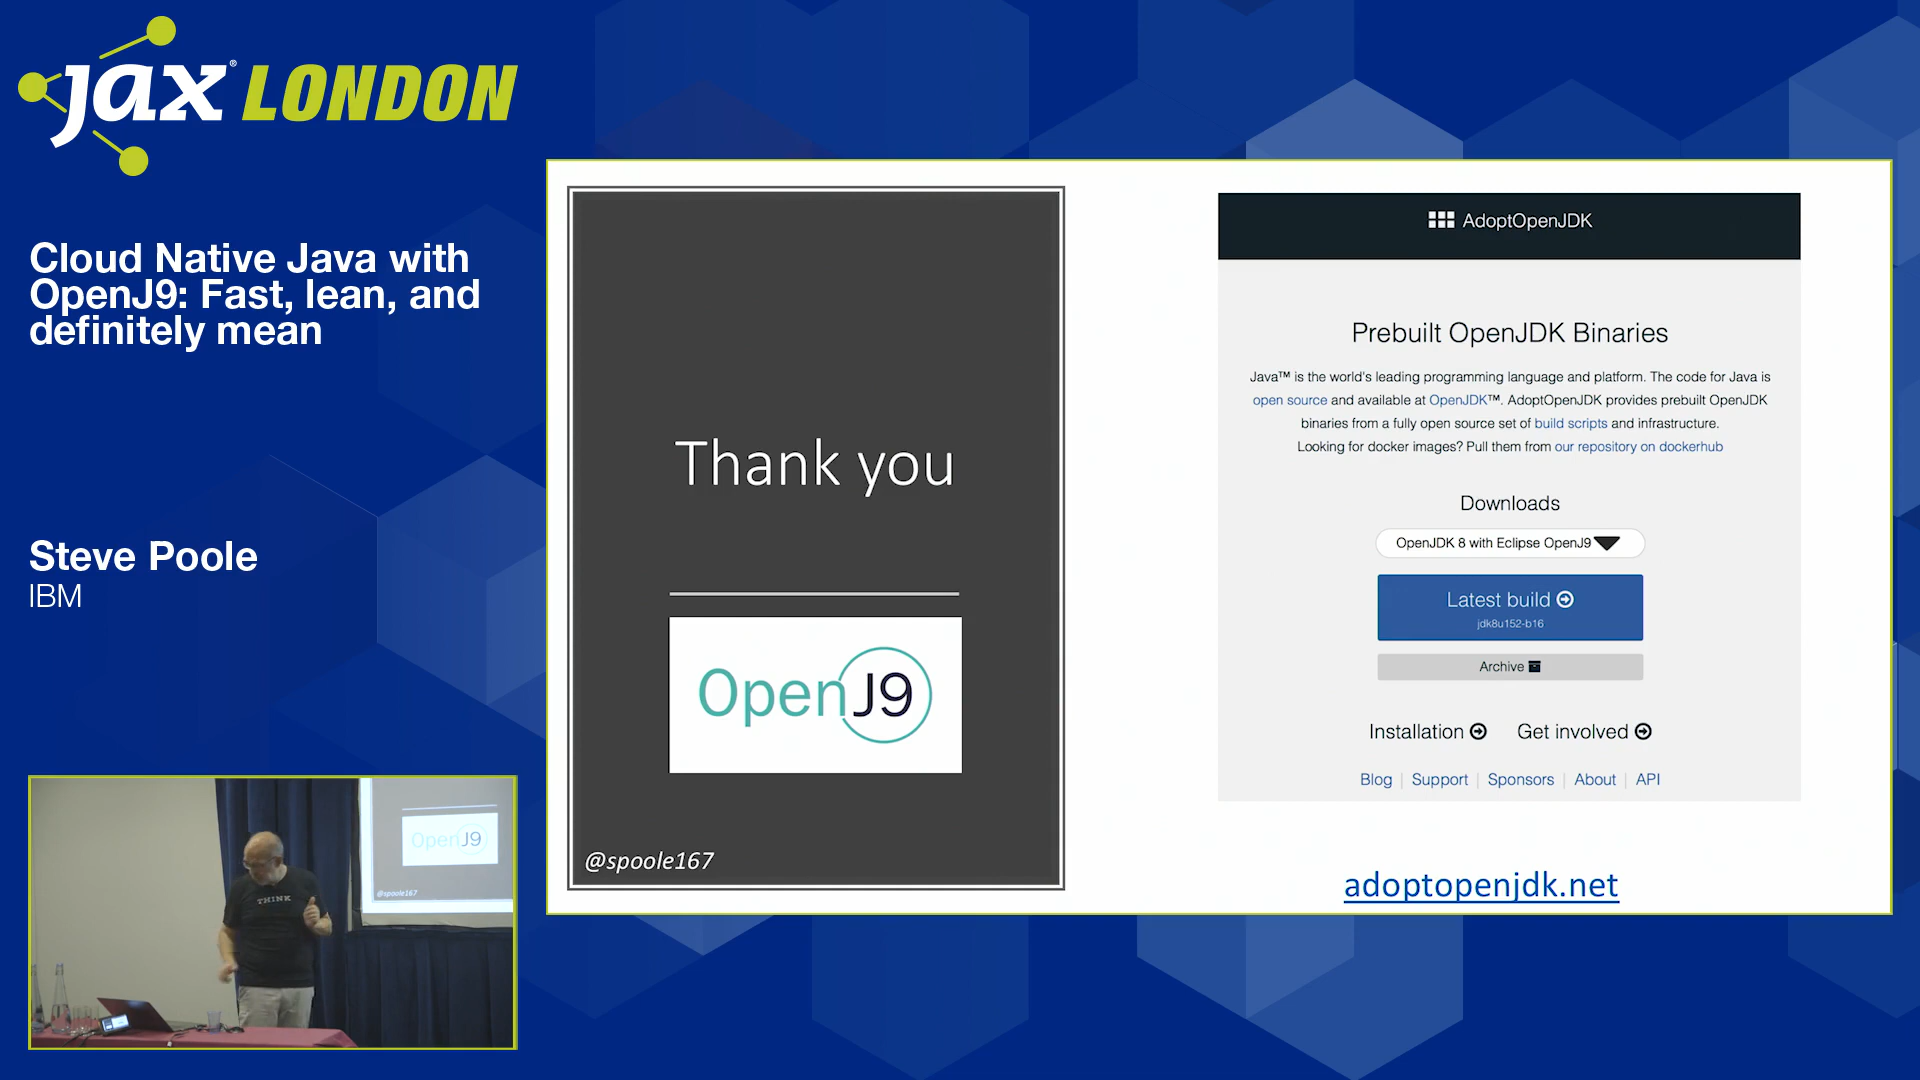 jax® LONDON
Cloud Native Java with
OpenJ9: Fast, lean, and
definitely mean
Steve Poole
IBM
Thank you
OpenJ9
@spoole167
AdoptOpenJDK
Prebuilt OpenJDK Binaries
Java™ is the world's leading programming language and platform. The code for Java is
open source and available at OpenJDK™. AdoptOpenJDK provides prebuilt OpenJDK
binaries from a fully open source set of build scripts and infrastructure.
Looking for docker images? Pull them from our repository on dockerhub
Downloads
OpenJDK 8 with Eclipse OpenJ9
Latest build
jdk8u152-b16
Archive
Installation Get involved
Blog | Support | Sponsors | About | API
adoptopenjdk.net
OpenJ9
@spoole167
THINK